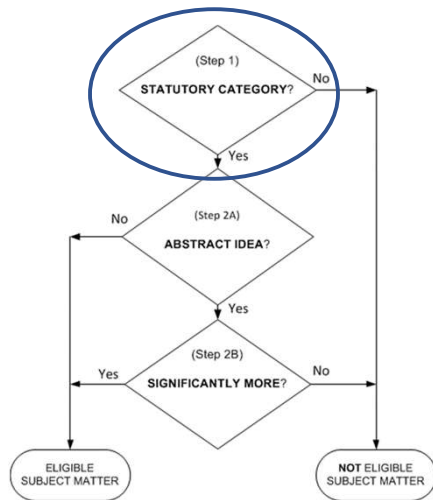 (Step 1)
No
STATUTORY CATEGORY?
Yes
No
(Step 2A)
ABSTRACT IDEA?
Yes
(Step 2B)
Yes
No
SIGNIFICANTLY MORE?
ELIGIBLE
SUBJECT MATTER
NOT ELIGIBLE
SUBJECT MATTER